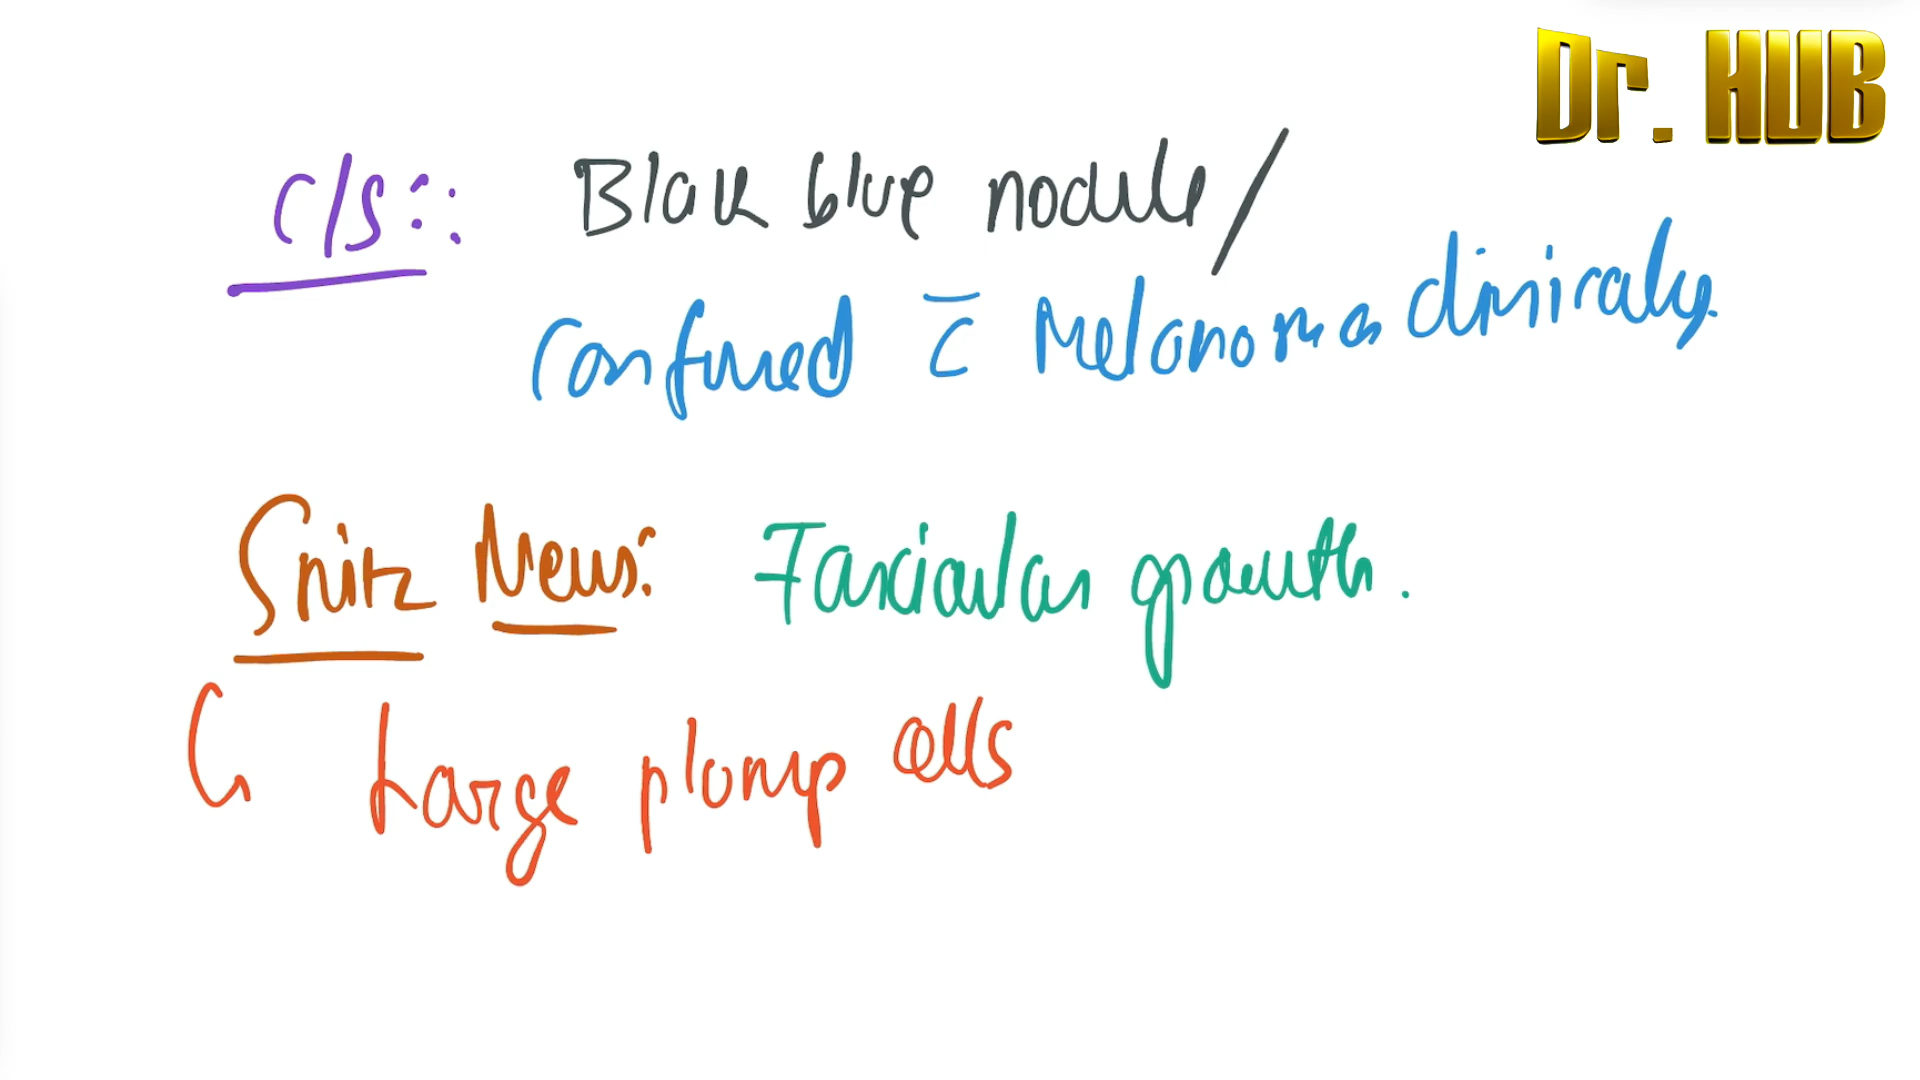 Dr. HUB
C/S:: Black blue nodule/
confused c̄ Melanoma clinically.
Spitz Nevus: Fascicular growth.
Large plump cells